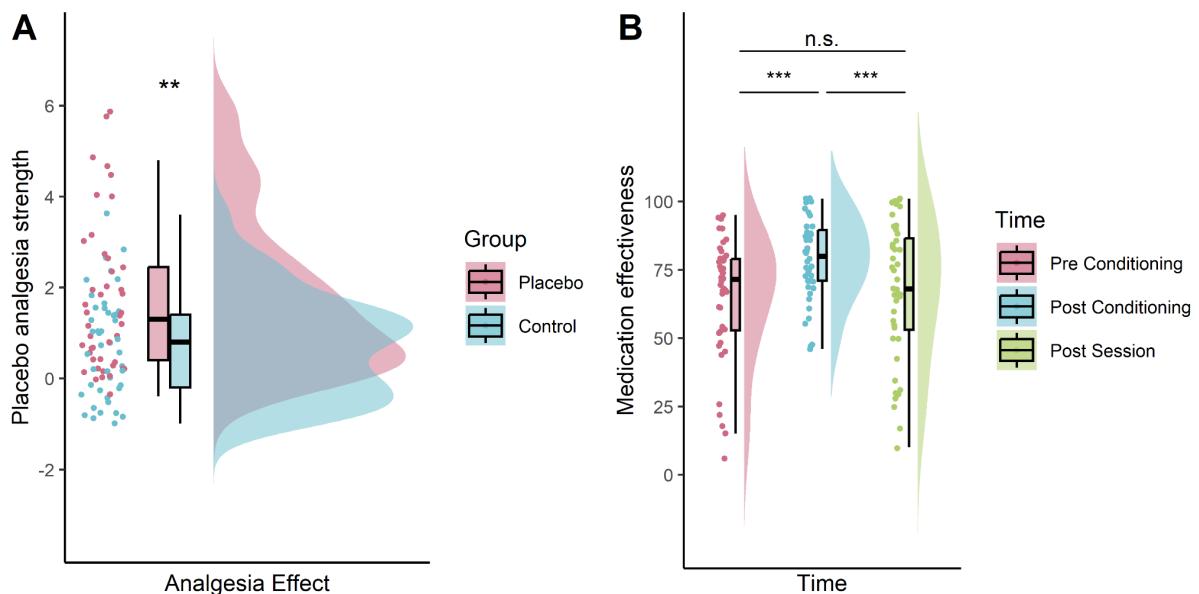 A
Placebo analgesia strength
6
4
2
0
-2
**
Analgesia Effect
Group
Placebo
Control
B
Medication effectiveness
100
75
50
25
0
n.s.
*** ***
Time
Time
Pre Conditioning
Post Conditioning
Post Session